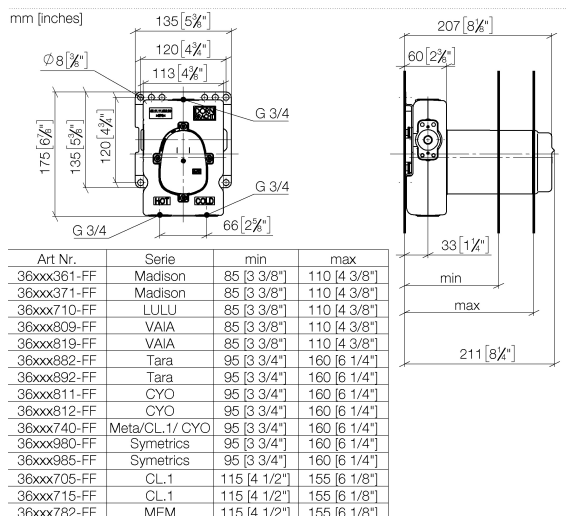 mm [inches]
135 [5⅜"]
120 [4¾"]
Ø8 [⅜"]
113 [4⅜"]
G 3/4
175 [6⅞"]
135 [5⅜"]
120 [4¾"]
HOT
COLD
G 3/4
G 3/4
66 [2⅝"]
207 [8⅛"]
60 [2⅜"]
33 [1¼"]
min
max
211 [8¼"]
Art Nr. Serie min max
36xxx361-FF Madison 85 [3 3/8"] 110 [4 3/8"]
36xxx371-FF Madison 85 [3 3/8"] 110 [4 3/8"]
36xxx710-FF LULU 85 [3 3/8"] 110 [4 3/8"]
36xxx809-FF VAIA 85 [3 3/8"] 110 [4 3/8"]
36xxx819-FF VAIA 85 [3 3/8"] 110 [4 3/8"]
36xxx882-FF Tara 95 [3 3/4"] 160 [6 1/4"]
36xxx892-FF Tara 95 [3 3/4"] 160 [6 1/4"]
36xxx811-FF CYO 95 [3 3/4"] 160 [6 1/4"]
36xxx812-FF CYO 95 [3 3/4"] 160 [6 1/4"]
36xxx740-FF Meta/CL.1/ CYO 95 [3 3/4"] 160 [6 1/4"]
36xxx980-FF Symetrics 95 [3 3/4"] 160 [6 1/4"]
36xxx985-FF Symetrics 95 [3 3/4"] 160 [6 1/4"]
36xxx705-FF CL.1 115 [4 1/2"] 155 [6 1/8"]
36xxx715-FF CL.1 115 [4 1/2"] 155 [6 1/8"]
36xxx782-FF MEM 115 [4 1/2"] 155 [6 1/8"]